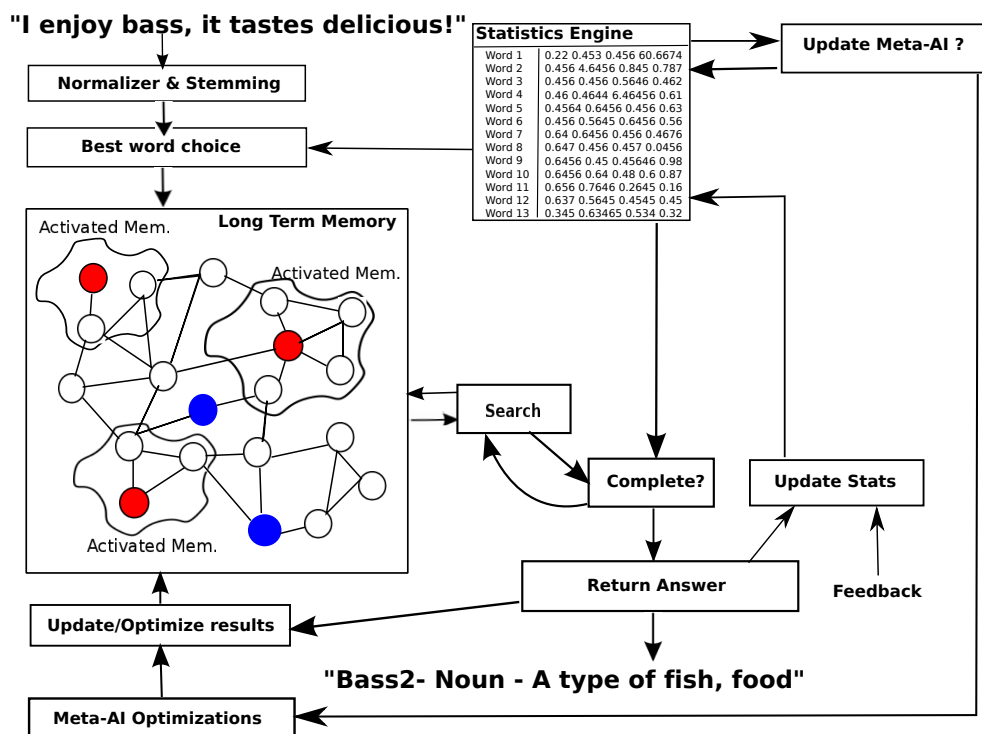 "I enjoy bass, it tastes delicious!"
Normalizer & Stemming
Best word choice
Statistics Engine
Word 1 0.22 0.453 0.456 60.6674
Word 2 0.456 4.6456 0.845 0.787
Word 3 0.456 0.456 0.5646 0.462
Word 4 0.46 0.4644 6.46456 0.61
Word 5 0.4564 0.6456 0.456 0.63
Word 6 0.456 0.5645 0.6456 0.56
Word 7 0.64 0.6456 0.456 0.4676
Word 8 0.647 0.456 0.457 0.0456
Word 9 0.6456 0.45 0.45646 0.98
Word 10 0.6456 0.64 0.48 0.6 0.87
Word 11 0.656 0.7646 0.2645 0.16
Word 12 0.637 0.5645 0.4545 0.45
Word 13 0.345 0.63465 0.534 0.32
Update Meta-AI ?
Long Term Memory
Activated Mem.
Activated Mem.
Activated Mem.
Search
Complete?
Update Stats
Return Answer
Feedback
Update/Optimize results
"Bass2- Noun - A type of fish, food"
Meta-AI Optimizations